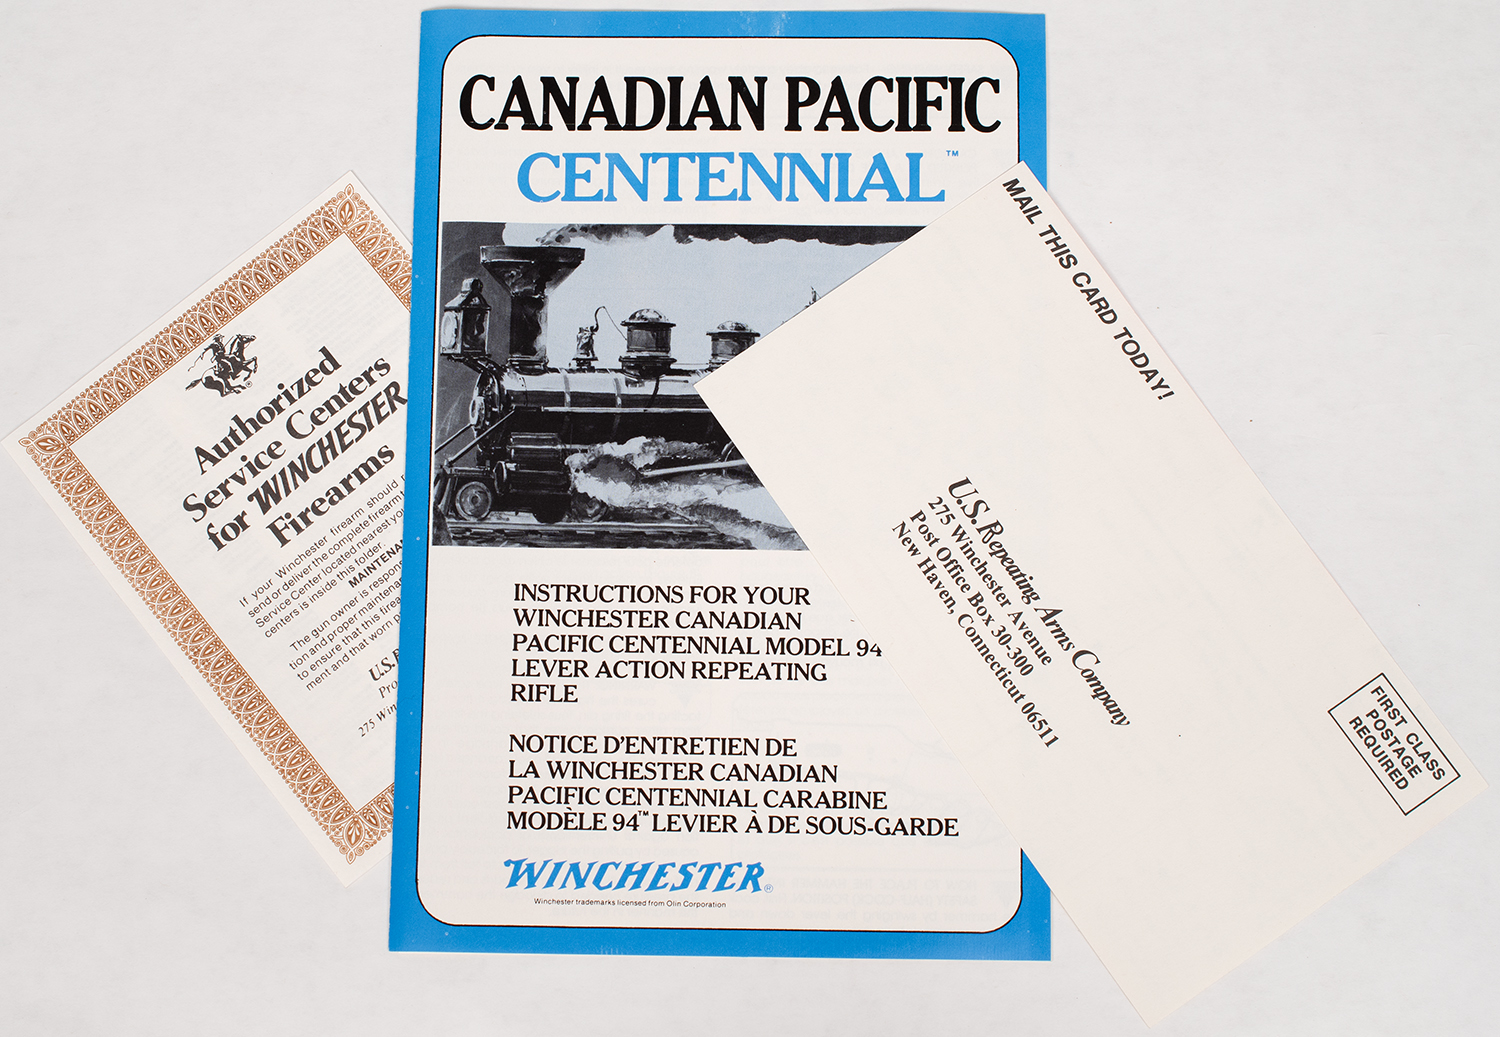 CANADIAN PACIFIC
CENTENNIAL™
INSTRUCTIONS FOR YOUR
WINCHESTER CANADIAN
PACIFIC CENTENNIAL MODEL 94
LEVER ACTION REPEATING
RIFLE
NOTICE D'ENTRETIEN DE
LA WINCHESTER CANADIAN
PACIFIC CENTENNIAL CARABINE
MODÈLE 94™ LEVIER À DE SOUS-GARDE
WINCHESTER®
Winchester trademarks licensed from Olin Corporation
Authorized
Service Centers
for WINCHESTER
Firearms
If your Winchester firearm should
send or deliver the complete firearm
Service Center located nearest
centers is inside this folder.
The gun owner is
tion and proper
to ensure that this
ment and that worn
275
MAIL THIS CARD TODAY!
U.S. Repeating Arms Company
275 Winchester Avenue
Post Office Box 30-300
New Haven, Connecticut 06511
FIRST CLASS
POSTAGE
REQUIRED